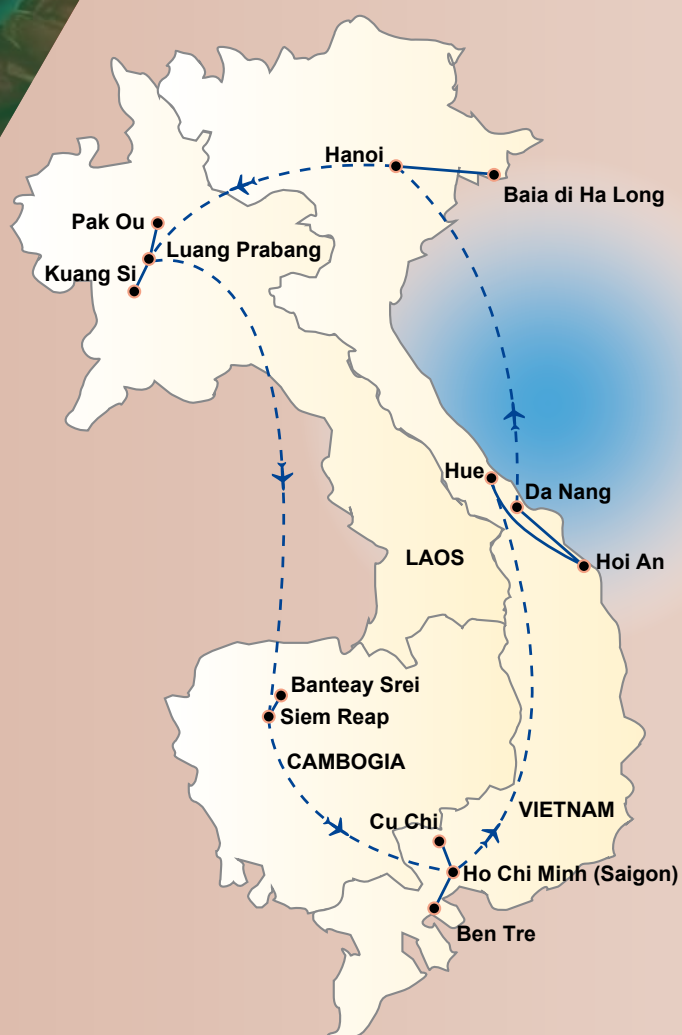 Hanoi
Baia di Ha Long
Pak Ou
Luang Prabang
Kuang Si
Hue
Da Nang
LAOS
Hoi An
Banteay Srei
Siem Reap
CAMBOGIA
VIETNAM
Cu Chi
Ho Chi Minh (Saigon)
Ben Tre